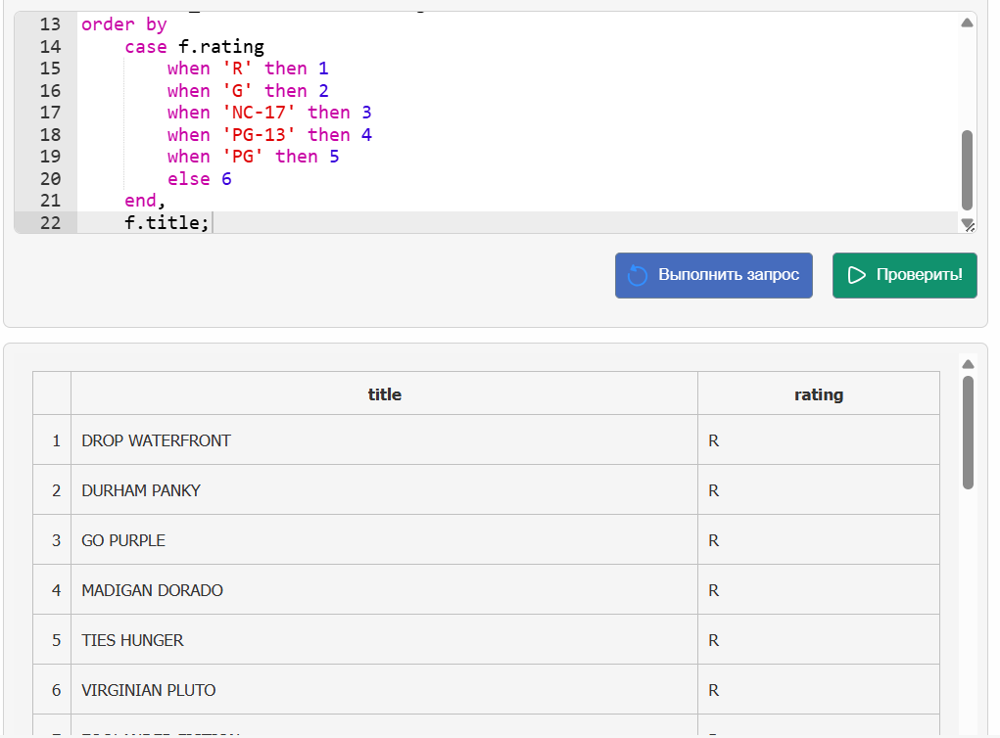 13 order by
14 case f.rating
15 when 'R' then 1
16 when 'G' then 2
17 when 'NC-17' then 3
18 when 'PG-13' then 4
19 when 'PG' then 5
20 else 6
21 end,
22 f.title;
Выполнить запрос
Проверить!
title rating
1 DROP WATERFRONT R
2 DURHAM PANKY R
3 GO PURPLE R
4 MADIGAN DORADO R
5 TIES HUNGER R
6 VIRGINIAN PLUTO R